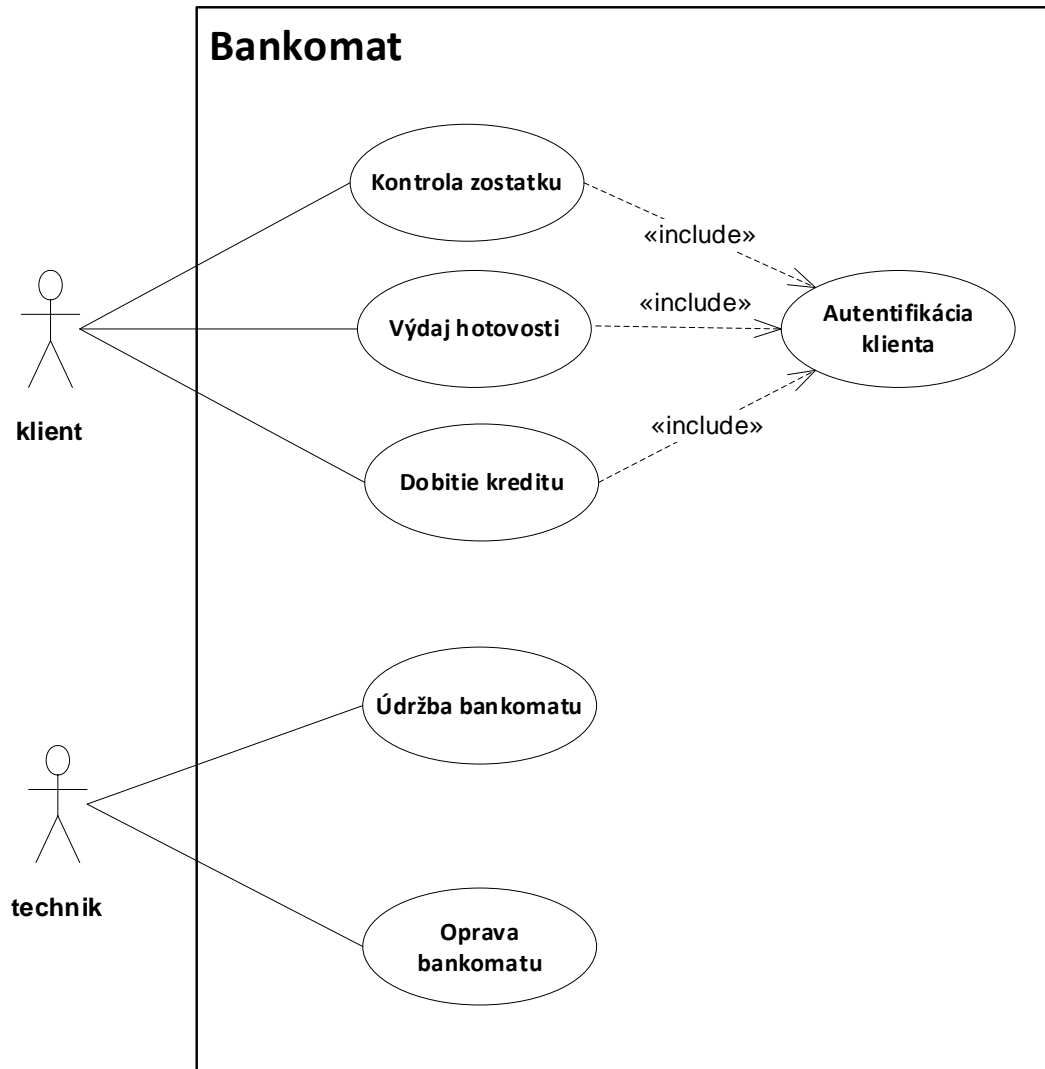 Bankomat
Kontrola zostatku
«include»
Výdaj hotovosti
«include»
Autentifikácia
klienta
klient
Dobitie kreditu
«include»
Údržba bankomatu
technik
Oprava
bankomatu